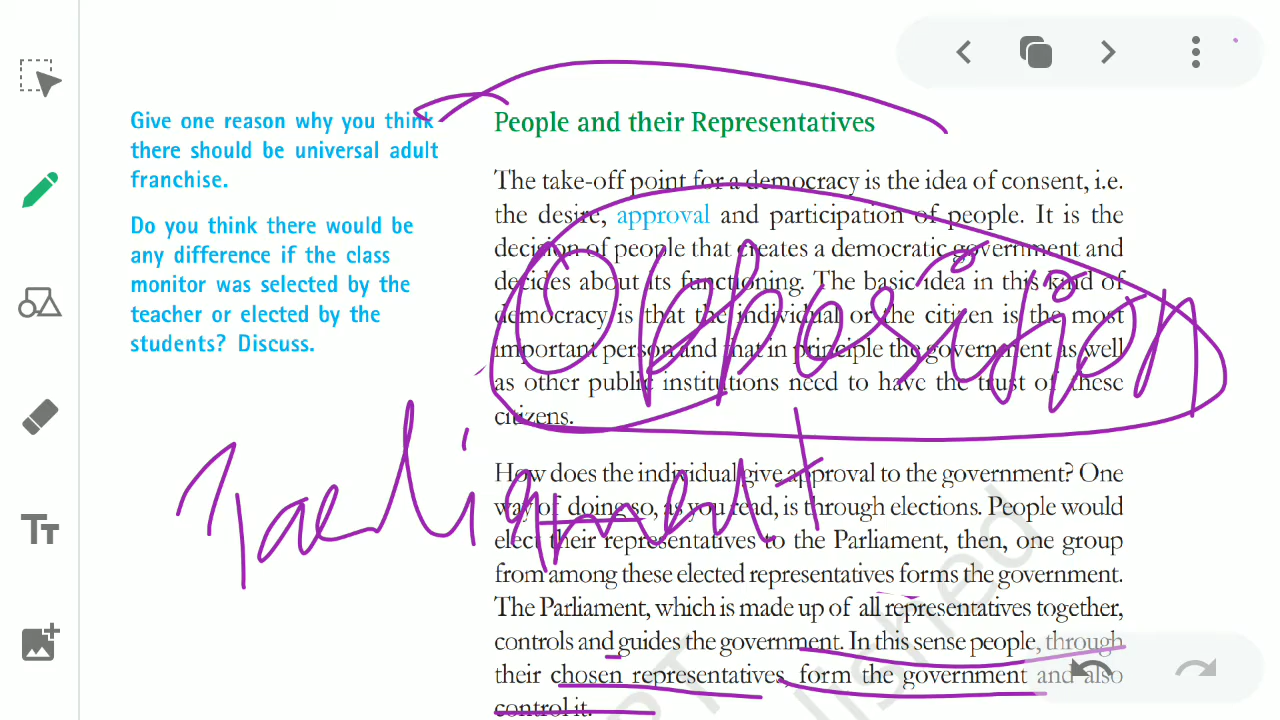 Give one reason why you think
there should be universal adult
franchise.
Do you think there would be
any difference if the class
monitor was selected by the
teacher or elected by the
students? Discuss.
People and their Representatives
The take-off point for a democracy is the idea of consent, i.e.
the desire, approval and participation of people. It is the
decision of people that creates a democratic government and
decides about its functioning. The basic idea in this kind of
democracy is that the individual or the citizen is the most
important person and that in principle the government as well
as other public institutions need to have the trust of these
citizens.
How does the individual give approval to the government? One
way of doing so, as you read, is through elections. People would
elect their representatives to the Parliament, then, one group
from among these elected representatives forms the government.
The Parliament, which is made up of all representatives together,
controls and guides the government. In this sense people, through
their chosen representatives, form the government and also
control it.
TT